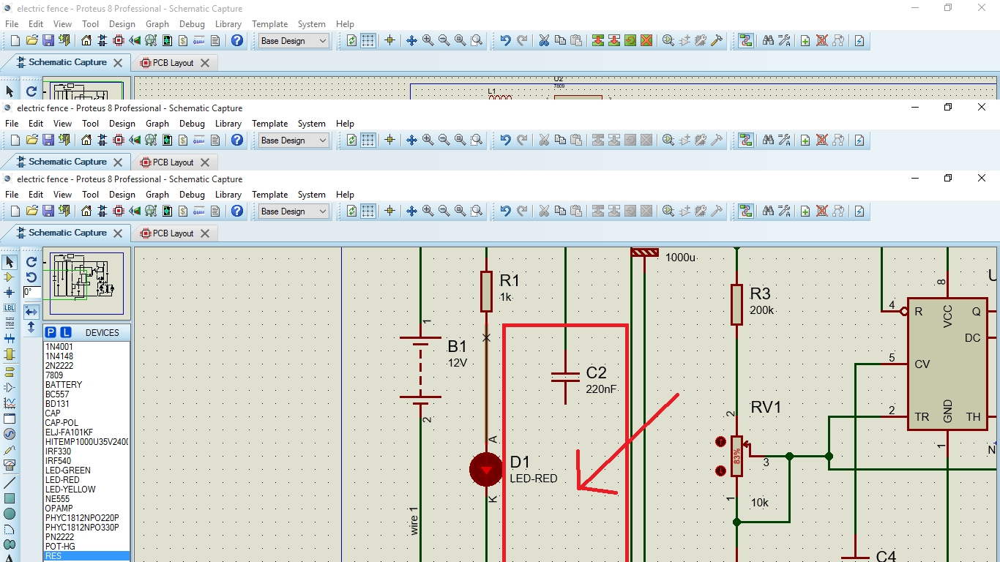 electric fence - Proteus 8 Professional - Schematic Capture
File Edit View Tool Design Graph Debug Library Template System Help
Base Design
Schematic Capture PCB Layout
U2
7809
L1
electric fence - Proteus 8 Professional - Schematic Capture
File Edit View Tool Design Graph Debug Library Template System Help
Base Design
Schematic Capture PCB Layout
electric fence - Proteus 8 Professional - Schematic Capture
File Edit View Tool Design Graph Debug Library Template System Help
Base Design
Schematic Capture PCB Layout
0°
LBL
P L DEVICES
1N4001
1N4148
2N2222
7809
BATTERY
BC557
BD131
CAP
CAP-POL
ELJ-FA101KF
HITEMP1000U35V2400
IRF330
IRF540
LED-GREEN
LED-RED
LED-YELLOW
NE555
OPAMP
PHYC1812NPO220P
PHYC1812NPO330P
PN2222
POT-HG
RES
1000u
R1
1k
1
B1
12V
2
wire 1
A
D1
LED-RED
K
C2
220nF
R3
200k
RV1
2
83%
3
1
10k
U
8
4
R
VCC
Q
DC
5
CV
2
TR
GND
TH
1
N
C4